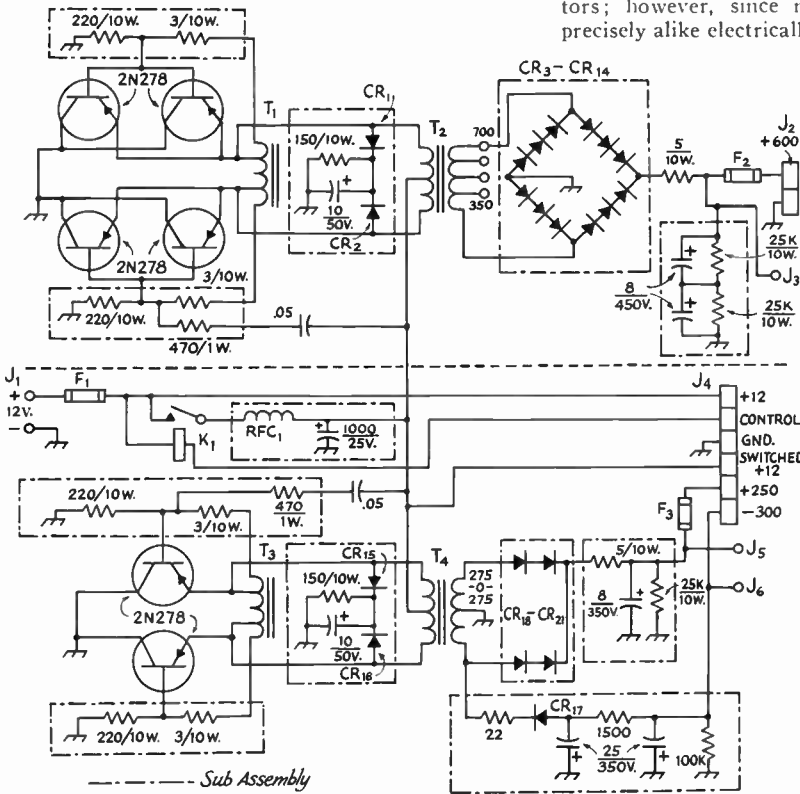 tors; however, since
precisely alike electricall
220/10W.
3/10W.
2N278
T1
CR1
150/10W.
10
50V.
CR2
T2
700
350
CR3–CR14
5
10W.
F2
J2
+600
25K
10W.
J3
8
450V.
25K
10W.
2N278
3/10W.
220/10W.
470/1W.
.05
J1
+
12V.
–
F1
K1
RFC1
1000
25V.
J4
+12
CONTROL
GND.
SWITCHED
+12
+250
-300
F3
J5
J6
220/10W.
3/10W.
470
1W.
.05
2N278
T3
CR15
150/10W.
10
50V.
CR16
T4
275
-0-
275
CR18–CR21
5/10W.
8
350V.
25K
10W.
220/10W.
3/10W.
22
CR17
1500
25
350V.
100K
Sub Assembly